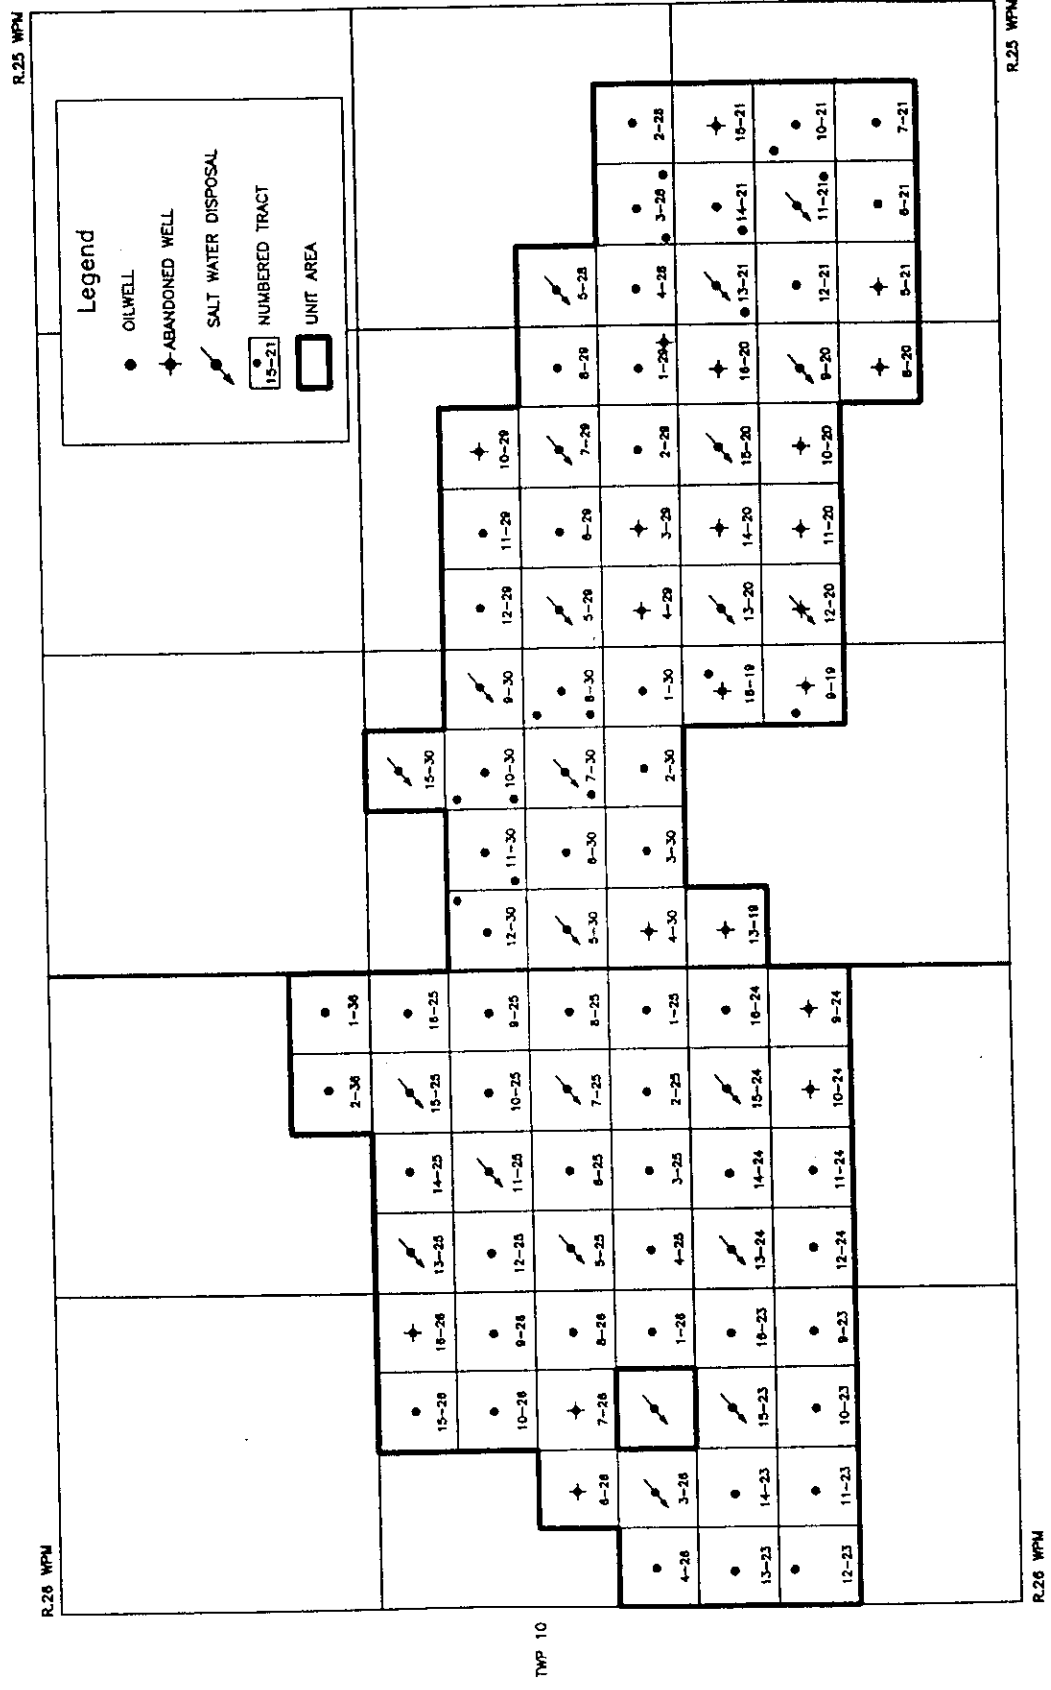 R.26 WPM R.25 WPM
Legend
OILWELL
ABANDONED WELL
SALT WATER DISPOSAL
15-21 NUMBERED TRACT
UNIT AREA
2-36 1-36
15-26 16-26 13-25 14-25 15-25 16-25 15-30
10-26 9-26 12-25 11-25 10-25 9-25 12-30 11-30 10-30 9-30 12-29 11-29 10-29
TWP 10
6-26 7-26 8-26 5-25 6-25 7-25 8-25 5-30 6-30 7-30 8-30 5-29 6-29 7-29 8-29 5-28
4-26 3-26 1-26 4-25 3-25 2-25 1-25 4-30 3-30 2-30 1-30 4-29 3-29 2-29 1-29 4-28 3-28 2-28
13-23 14-23 15-23 16-23 13-24 14-24 15-24 16-24 13-19 16-19 13-20 14-20 15-20 16-20 13-21 14-21 15-21
12-23 11-23 10-23 9-23 12-24 11-24 10-24 9-24 9-19 12-20 11-20 10-20 9-20 12-21 11-21 10-21
8-20 5-21 6-21 7-21
R.26 WPM R.25 WPM